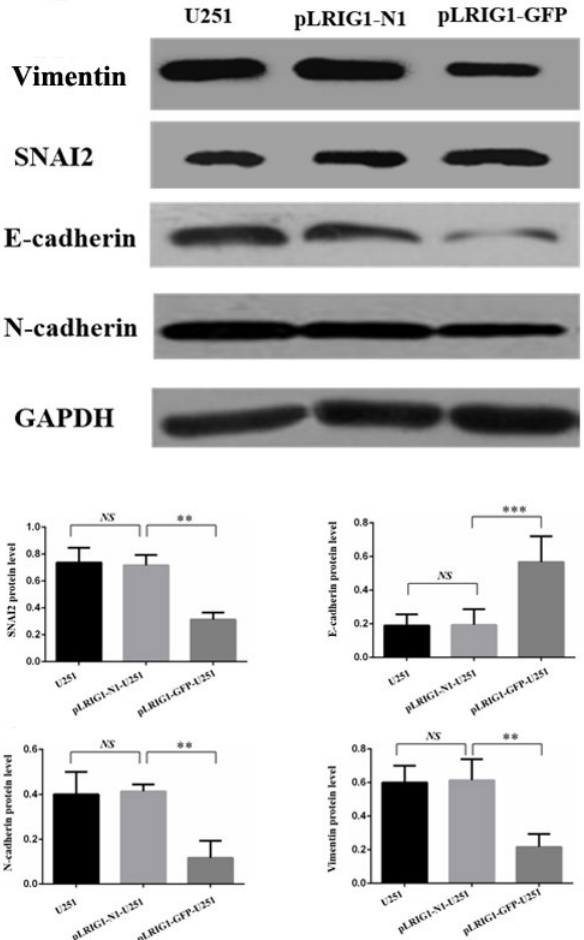 U251 pLRIG1-N1 pLRIG1-GFP
Vimentin
SNAI2
E-cadherin
N-cadherin
GAPDH
SNAI2 protein level
1.0
0.8
0.6
0.4
0.2
0.0
NS **
U251 pLRIG1-N1-U251 pLRIG1-GFP-U251
E-cadherin protein level
0.8
0.6
0.4
0.2
0.0
NS ***
U251 pLRIG1-N1-U251 pLRIG1-GFP-U251
N-cadherin protein level
0.6
0.4
0.2
0.0
NS **
U251 pLRIG1-N1-U251 pLRIG1-GFP-U251
Vimentin protein level
0.8
0.6
0.4
0.2
0.0
NS **
U251 pLRIG1-N1-U251 pLRIG1-GFP-U251